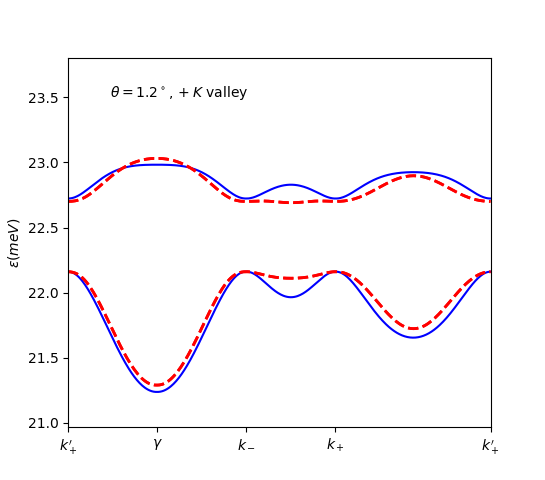 θ = 1.2°, +K valley
23.5
23.0
22.5
22.0
21.5
21.0
ε(meV)
k′₊ γ k₋ k₊ k′₊